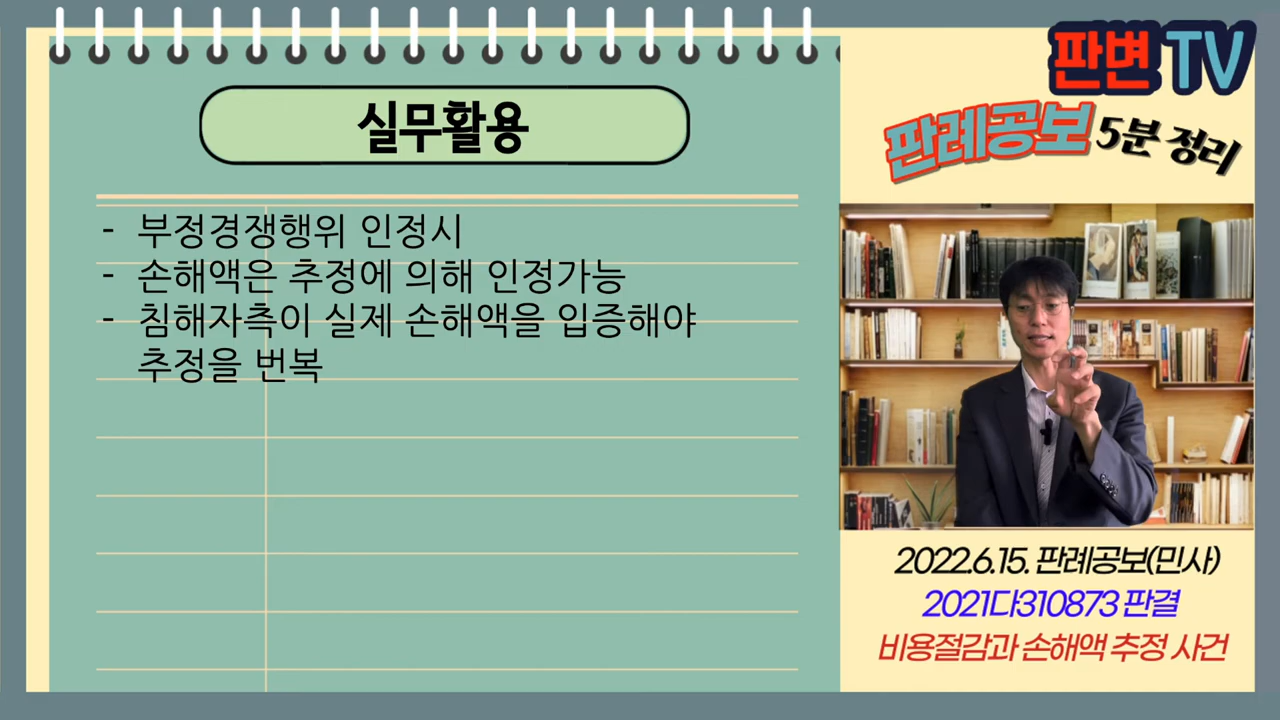 실무활용
- 부정경쟁행위 인정시
- 손해액은 추정에 의해 인정가능
- 침해자측이 실제 손해액을 입증해야
추정을 번복
판변 TV
판례공보 5분 정리
2022.6.15. 판례공보(민사)
2021다310873 판결
비용절감과 손해액 추정 사건